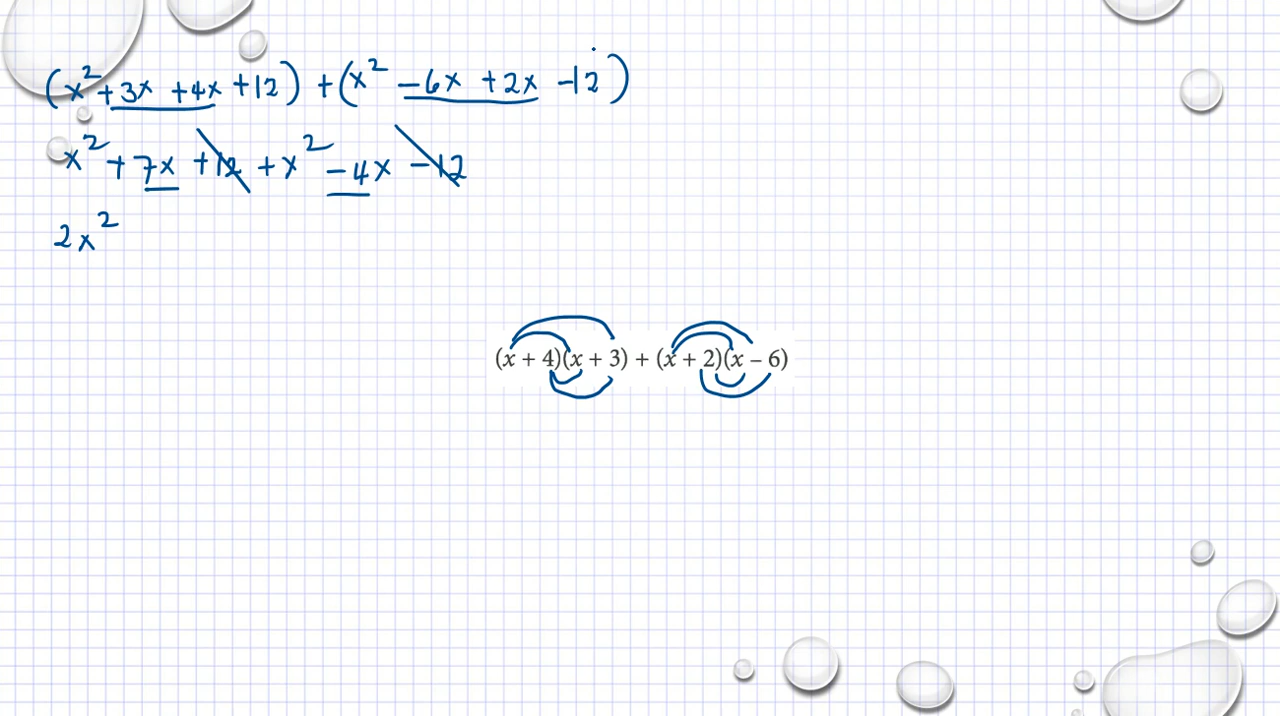 (x² + 3x + 4x + 12) + (x² - 6x + 2x - 12)
x² + 7x + 12 + x² - 4x - 12
2x²
(x + 4)(x + 3) + (x + 2)(x – 6)